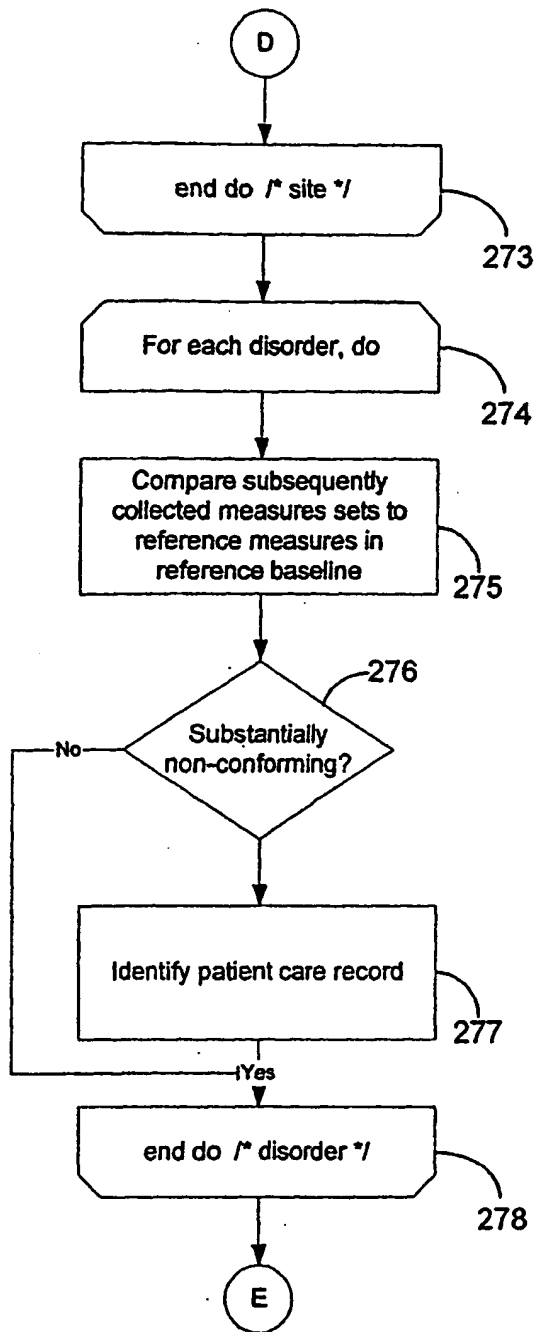 D
end do /* site */
273
For each disorder, do
274
Compare subsequently
collected measures sets to
reference measures in
reference baseline
275
276
Substantially
non-conforming?
No
Identify patient care record
277
Yes
end do /* disorder */
278
E